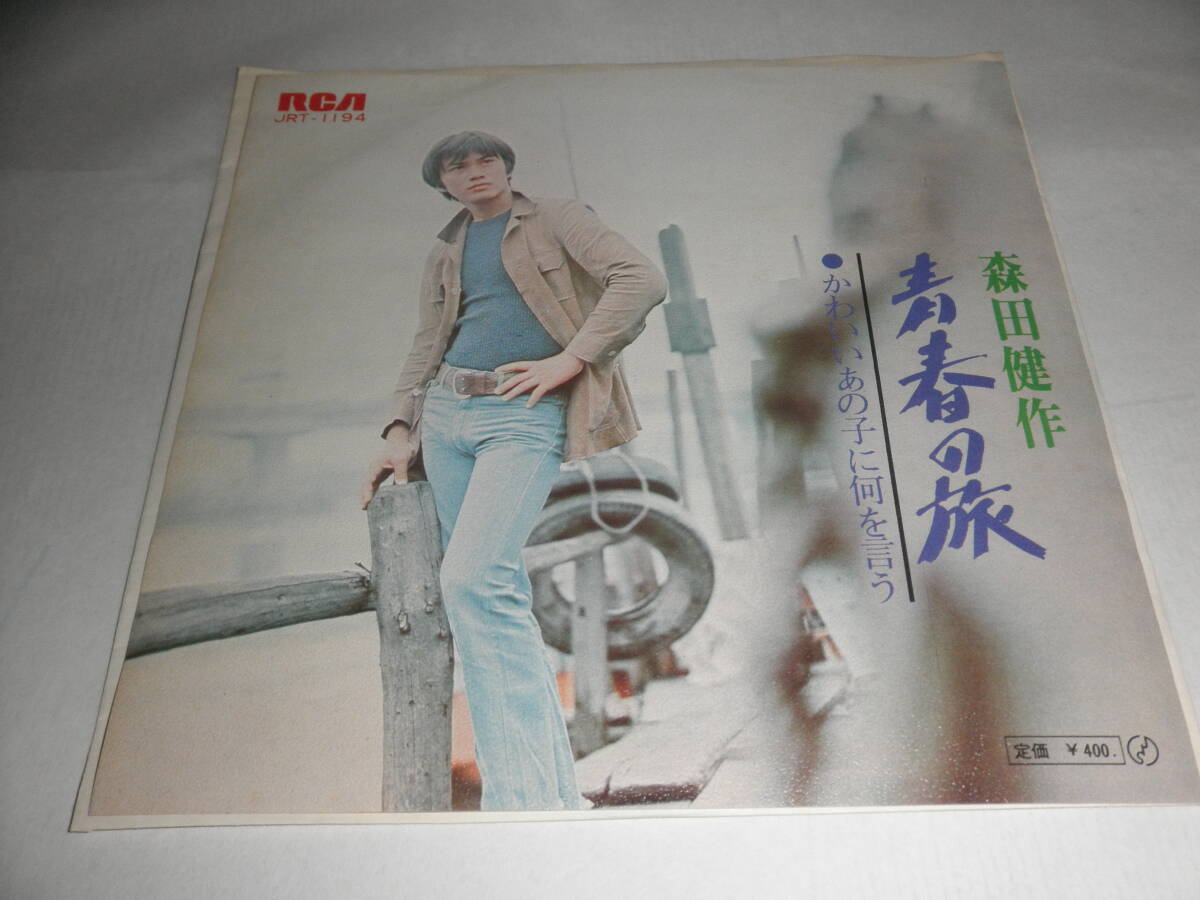 RCA
JRT-1194
森田健作
青春の旅
●かわいいあの子に何を言う
定価 ￥400.